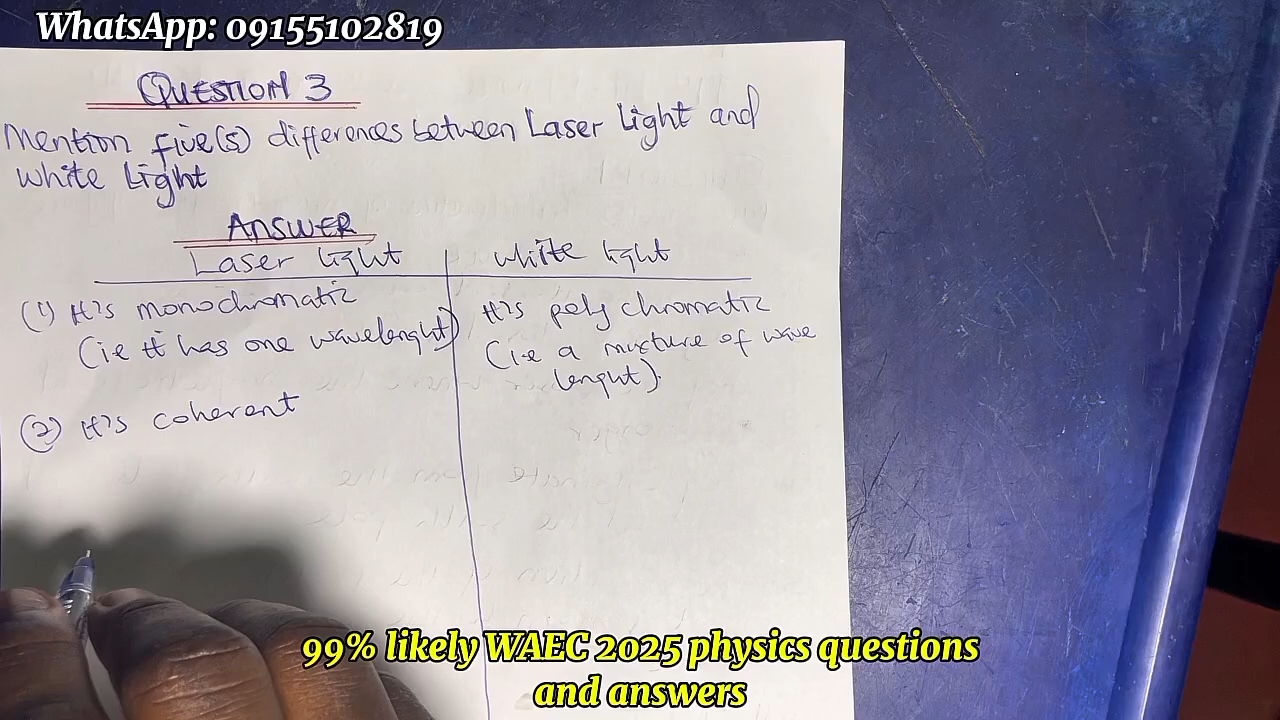 WhatsApp: 09155102819
QUESTION 3
Mention five(5) differences between Laser Light and
white Light
ANSWER
Laser light | white light
(1) It's monochromatic
(ie it has one wavelenght)
It's poly chromatic
(i.e a mixture of wave
lenght).
(2) It's coherent
99% likely WAEC 2025 physics questions
and answers